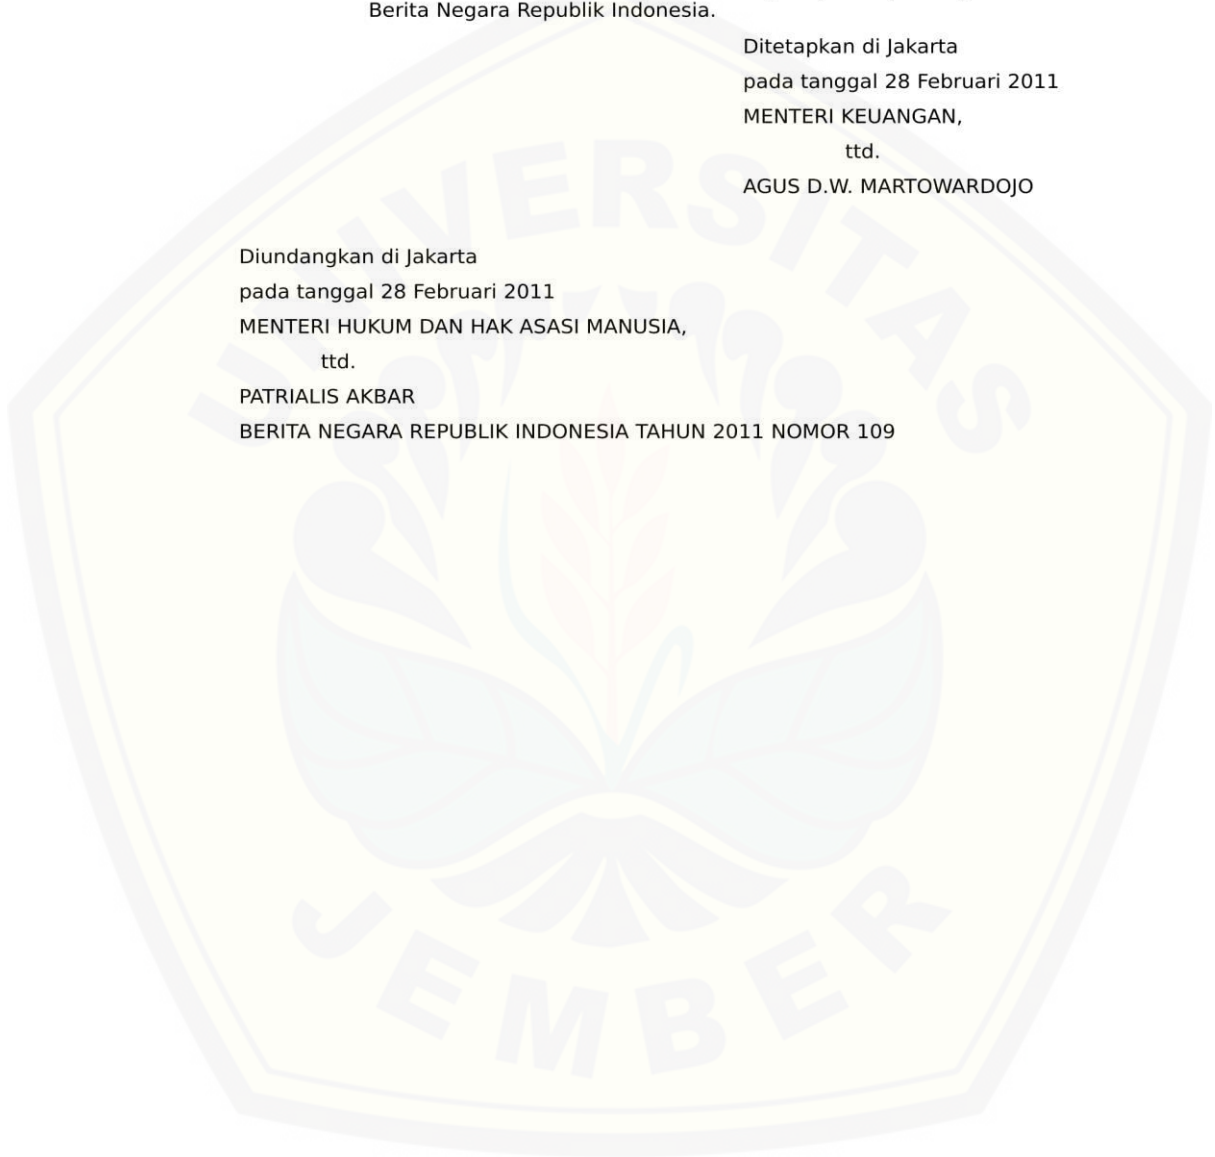 Berita Negara Republik Indonesia.
Ditetapkan di Jakarta
pada tanggal 28 Februari 2011
MENTERI KEUANGAN,
ttd.
AGUS D.W. MARTOWARDOJO
Diundangkan di Jakarta
pada tanggal 28 Februari 2011
MENTERI HUKUM DAN HAK ASASI MANUSIA,
ttd.
PATRIALIS AKBAR
BERITA NEGARA REPUBLIK INDONESIA TAHUN 2011 NOMOR 109
UNIVERSITAS
JEMBER